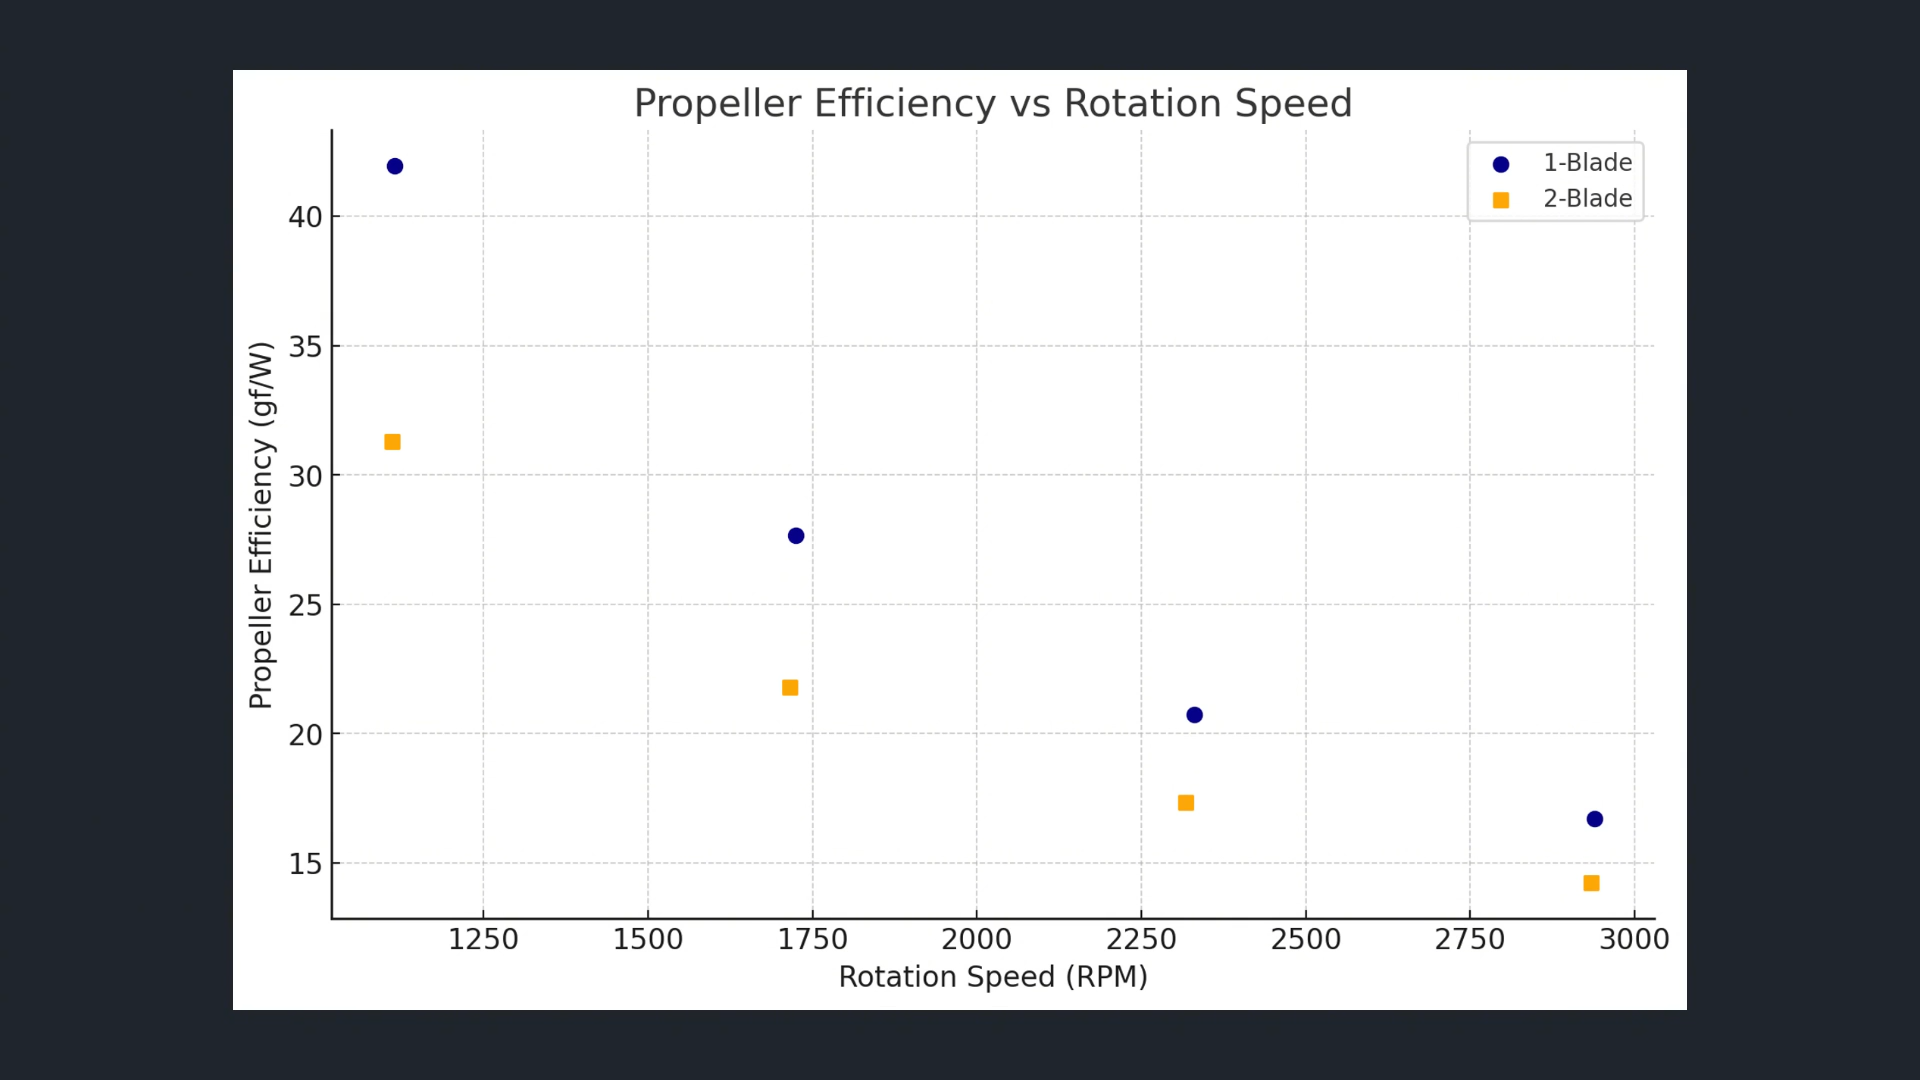 Propeller Efficiency vs Rotation Speed
1-Blade
2-Blade
Propeller Efficiency (gf/W)
40
35
30
25
20
15
1250 1500 1750 2000 2250 2500 2750 3000
Rotation Speed (RPM)